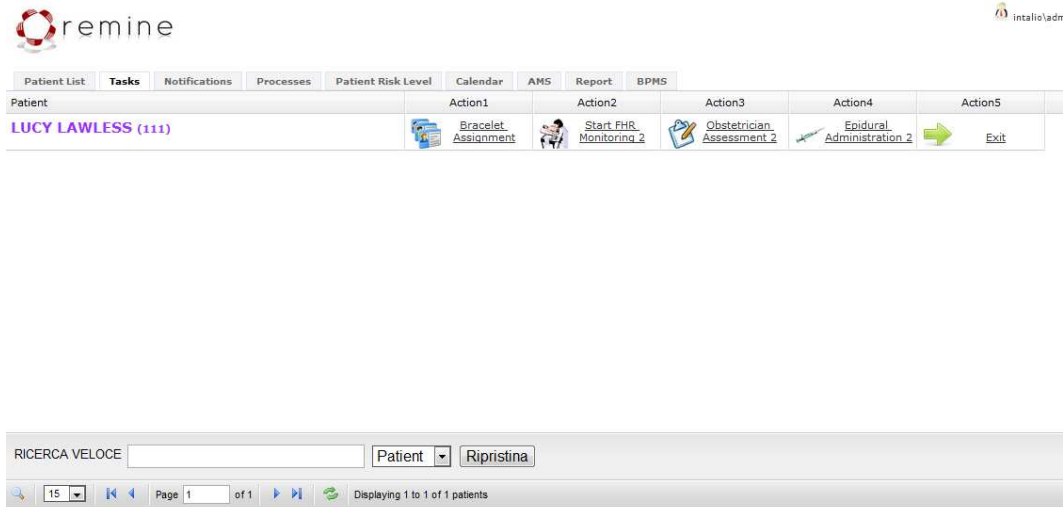 remine
intalio\adm
Patient List Tasks Notifications Processes Patient Risk Level Calendar AMS Report BPMS
Patient Action1 Action2 Action3 Action4 Action5
LUCY LAWLESS (111)
Bracelet Assignment
Start FHR Monitoring 2
Obstetrician Assessment 2
Epidural Administration 2
Exit
RICERCA VELOCE Patient Ripristina
15 Page 1 of 1 Displaying 1 to 1 of 1 patients